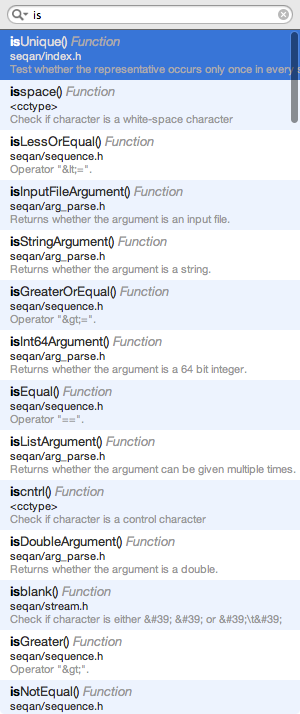 is
isUnique() Function
seqan/index.h
Test whether the representative occurs only once in every s
isspace() Function
<cctype>
Check if character is a white-space character
isLessOrEqual() Function
seqan/sequence.h
Operator "&lt;=".
isInputFileArgument() Function
seqan/arg_parse.h
Returns whether the argument is an input file.
isStringArgument() Function
seqan/arg_parse.h
Returns whether the argument is a string.
isGreaterOrEqual() Function
seqan/sequence.h
Operator "&gt;=".
isInt64Argument() Function
seqan/arg_parse.h
Returns whether the argument is a 64 bit integer.
isEqual() Function
seqan/sequence.h
Operator "==".
isListArgument() Function
seqan/arg_parse.h
Returns whether the argument can be given multiple times.
iscntrl() Function
<cctype>
Check if character is a control character
isDoubleArgument() Function
seqan/arg_parse.h
Returns whether the argument is a double.
isblank() Function
seqan/stream.h
Check if character is either &#39; &#39; or &#39;\t&#39;
isGreater() Function
seqan/sequence.h
Operator "&gt;".
isNotEqual() Function
seqan/sequence.h